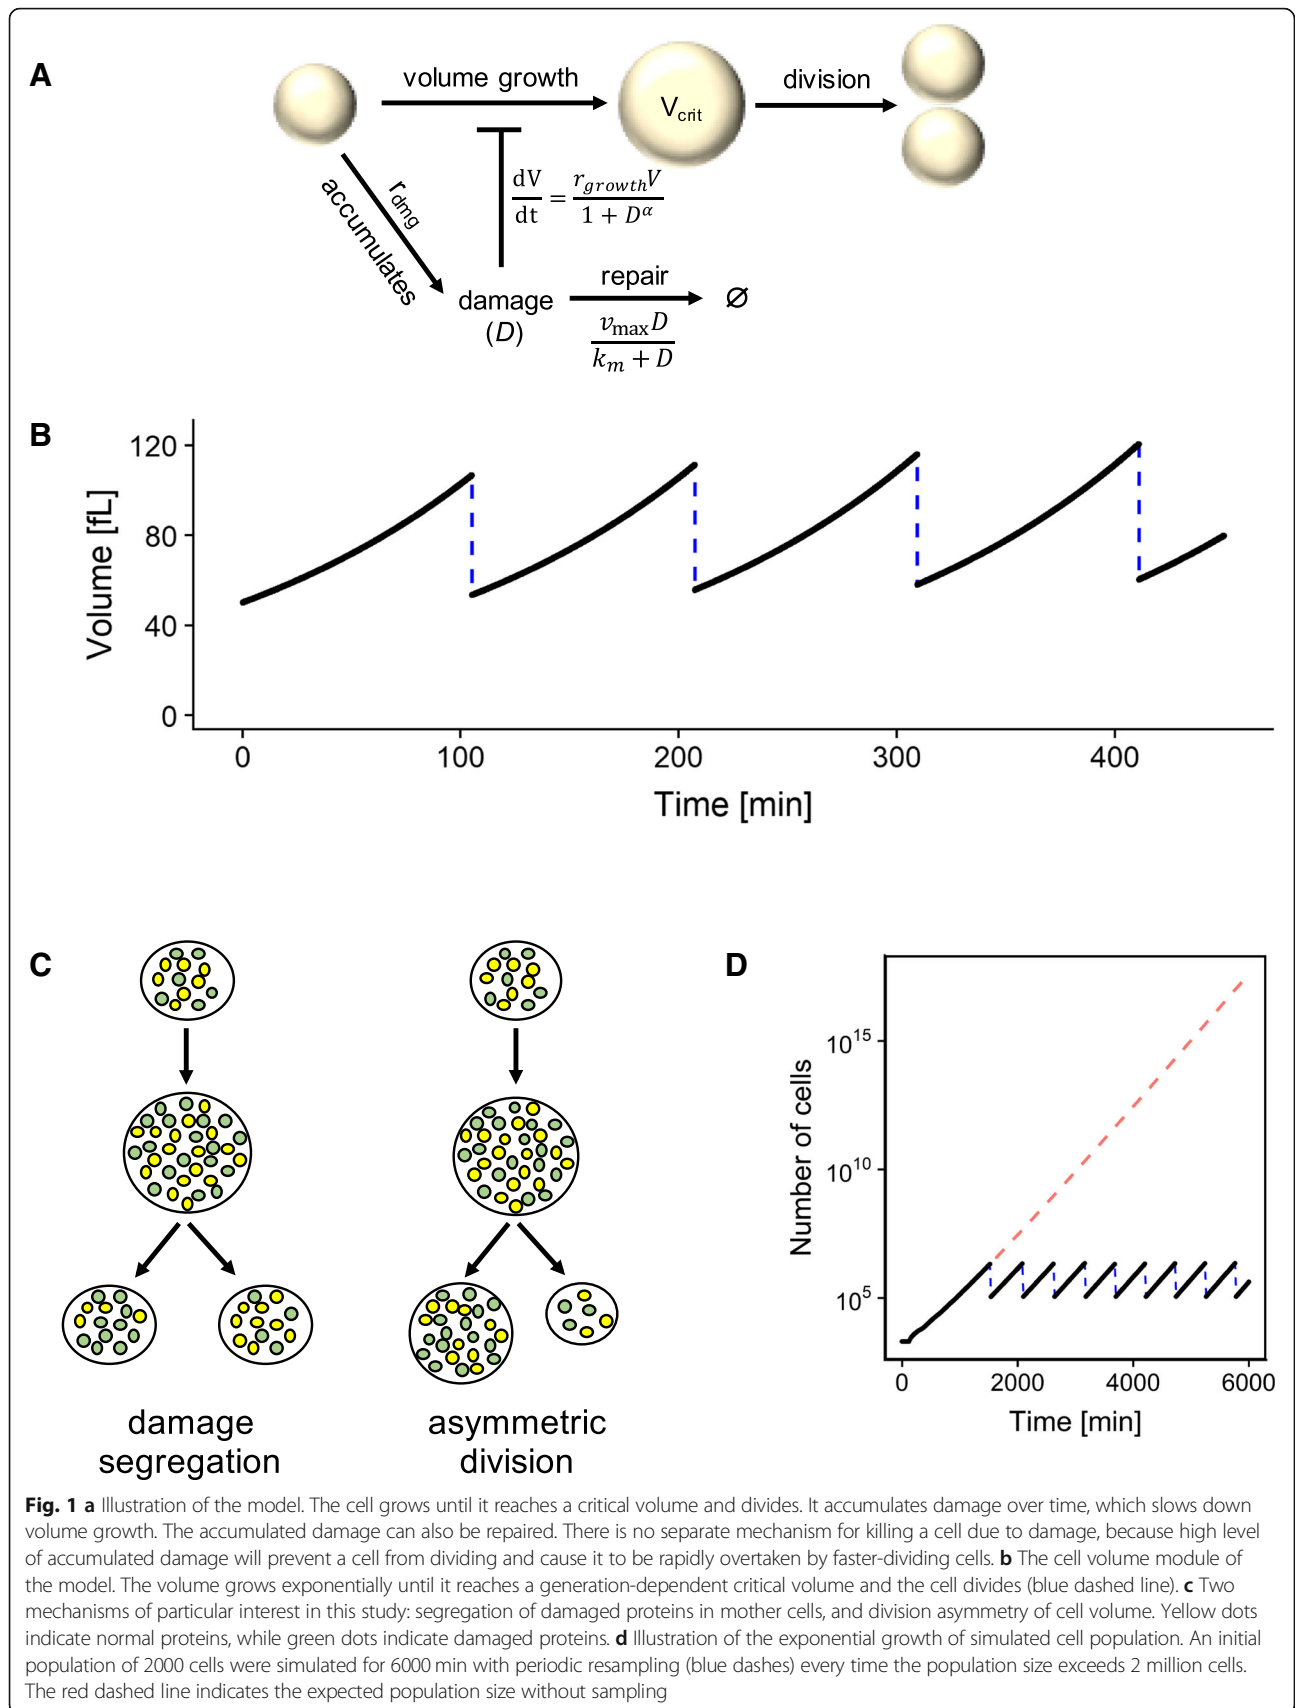 A
volume growth
division
V_crit
r_dmg
accumulates
dV/dt = r_growth V / 1 + D^α
damage
(D)
repair
∅
v_max D / k_m + D
B
120
80
40
0
Volume [fL]
0 100 200 300 400
Time [min]
C
damage
segregation
asymmetric
division
D
10^15
10^10
10^5
Number of cells
0 2000 4000 6000
Time [min]
Fig. 1 a Illustration of the model. The cell grows until it reaches a critical volume and divides. It accumulates damage over time, which slows down
volume growth. The accumulated damage can also be repaired. There is no separate mechanism for killing a cell due to damage, because high level
of accumulated damage will prevent a cell from dividing and cause it to be rapidly overtaken by faster-dividing cells. b The cell volume module of
the model. The volume grows exponentially until it reaches a generation-dependent critical volume and the cell divides (blue dashed line). c Two
mechanisms of particular interest in this study: segregation of damaged proteins in mother cells, and division asymmetry of cell volume. Yellow dots
indicate normal proteins, while green dots indicate damaged proteins. d Illustration of the exponential growth of simulated cell population. An initial
population of 2000 cells were simulated for 6000 min with periodic resampling (blue dashes) every time the population size exceeds 2 million cells.
The red dashed line indicates the expected population size without sampling